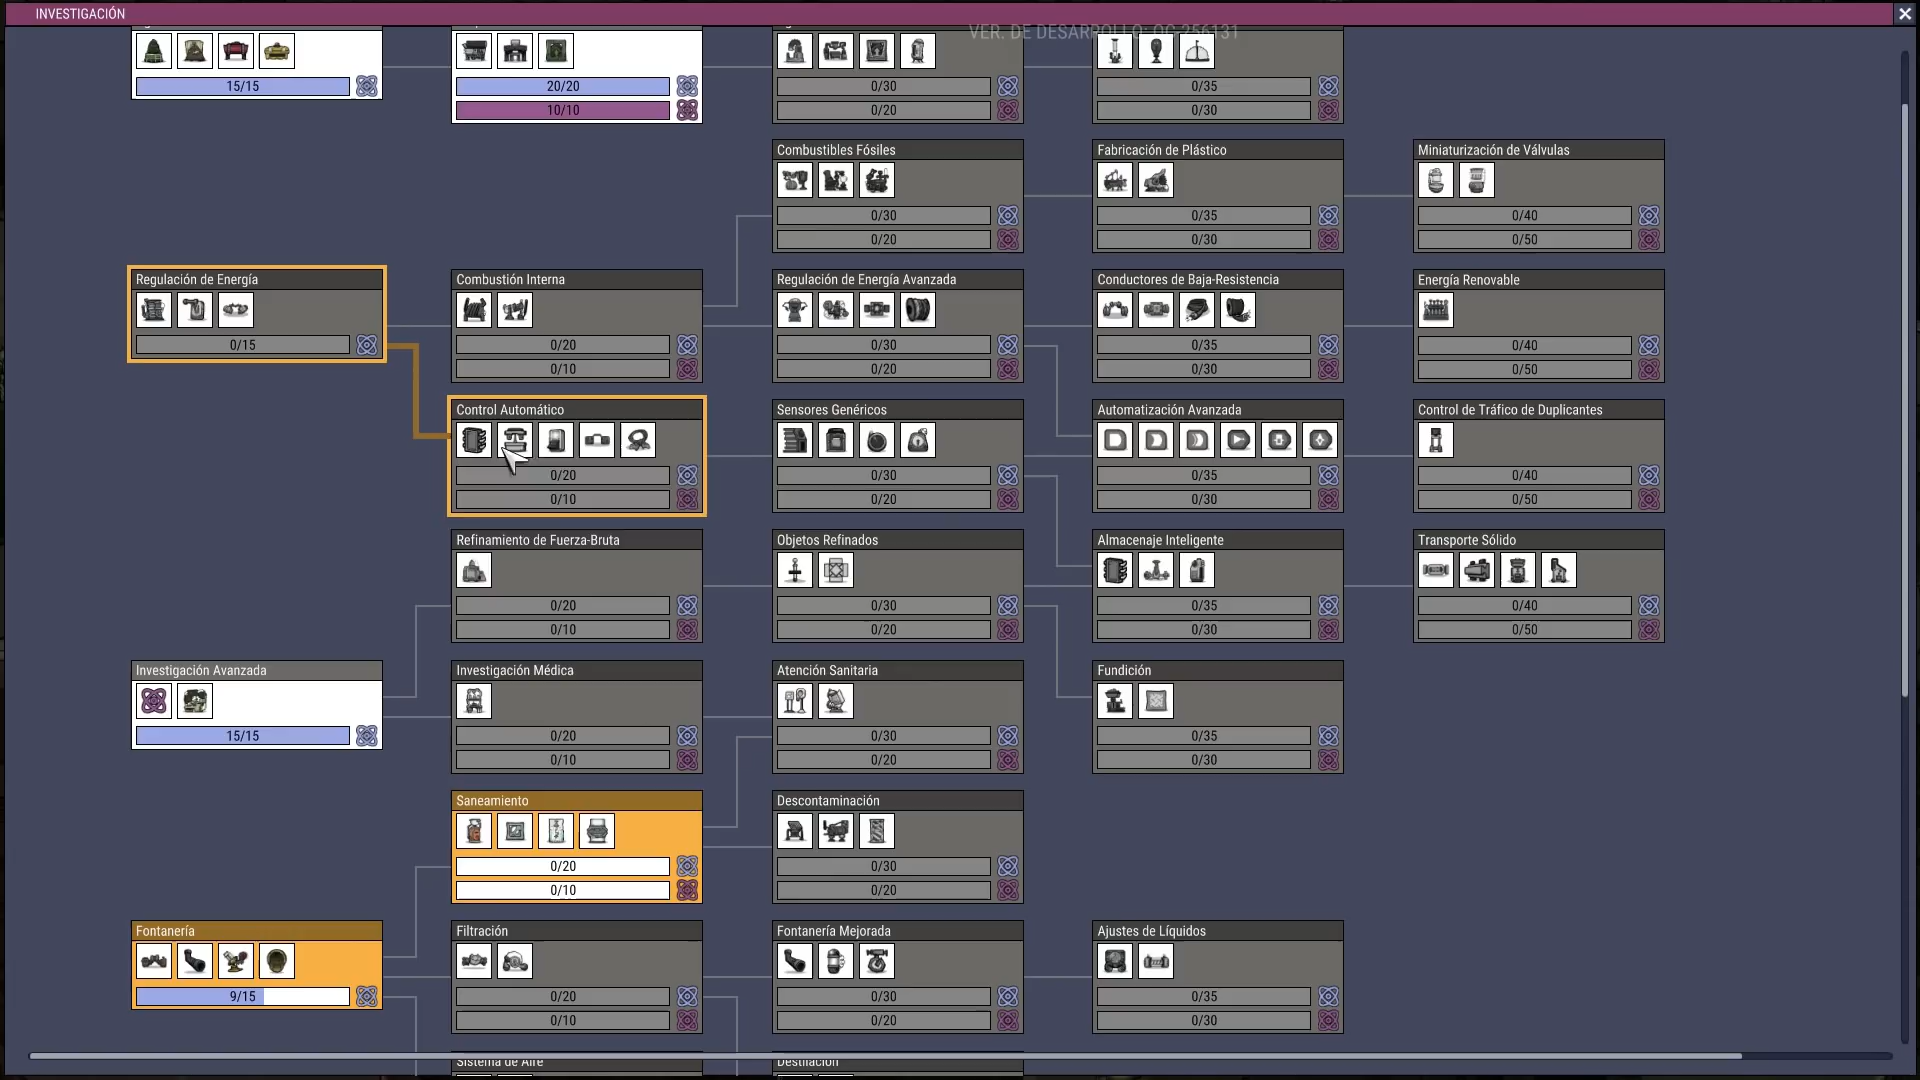 INVESTIGACIÓN
VER. DE DESARROLLO: OC-256131
15/15
20/20
10/10
0/30
0/20
0/35
0/30
Combustibles Fósiles
0/30
0/20
Fabricación de Plástico
0/35
0/30
Miniaturización de Válvulas
0/40
0/50
Regulación de Energía
0/15
Combustión Interna
0/20
0/10
Regulación de Energía Avanzada
0/30
0/20
Conductores de Baja-Resistencia
0/35
0/30
Energía Renovable
0/40
0/50
Control Automático
0/20
0/10
Sensores Genéricos
0/30
0/20
Automatización Avanzada
0/35
0/30
Control de Tráfico de Duplicantes
0/40
0/50
Refinamiento de Fuerza-Bruta
0/20
0/10
Objetos Refinados
0/30
0/20
Almacenaje Inteligente
0/35
0/30
Transporte Sólido
0/40
0/50
Investigación Avanzada
15/15
Investigación Médica
0/20
0/10
Atención Sanitaria
0/30
0/20
Fundición
0/35
0/30
Saneamiento
0/20
0/10
Descontaminación
0/30
0/20
Fontanería
9/15
Filtración
0/20
0/10
Fontanería Mejorada
0/30
0/20
Ajustes de Líquidos
0/35
0/30
Sistema de Aire
Destilación